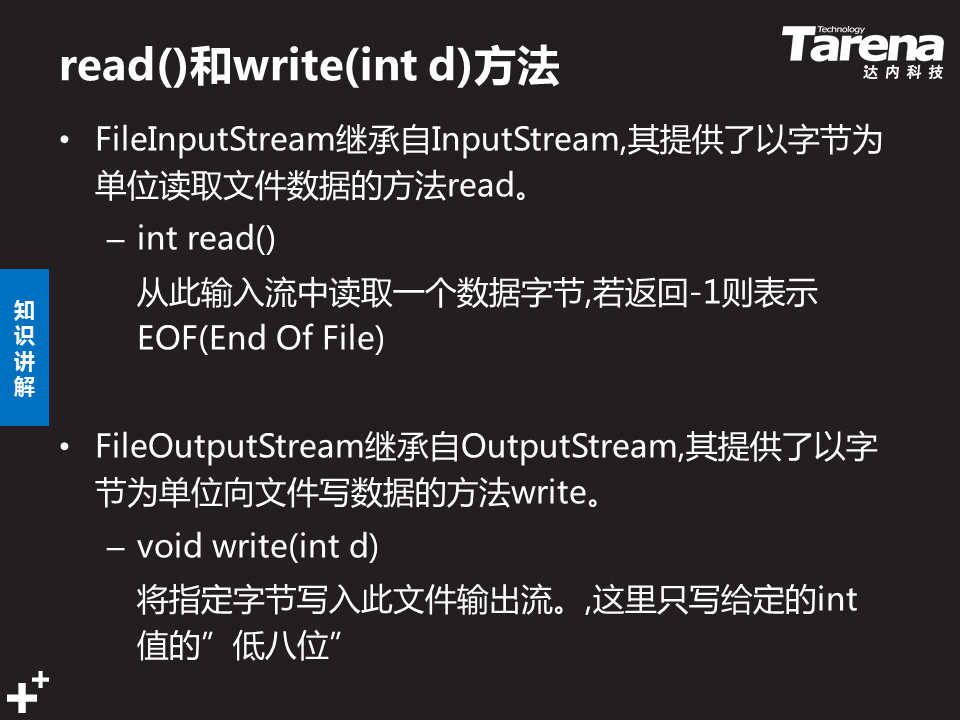 Technology
Tarena
达内科技
read()和write(int d)方法
• FileInputStream继承自InputStream,其提供了以字节为
单位读取文件数据的方法read。
– int read()
从此输入流中读取一个数据字节,若返回-1则表示
EOF(End Of File)
知
识
讲
解
• FileOutputStream继承自OutputStream,其提供了以字
节为单位向文件写数据的方法write。
– void write(int d)
将指定字节写入此文件输出流。,这里只写给定的int
值的”低八位”